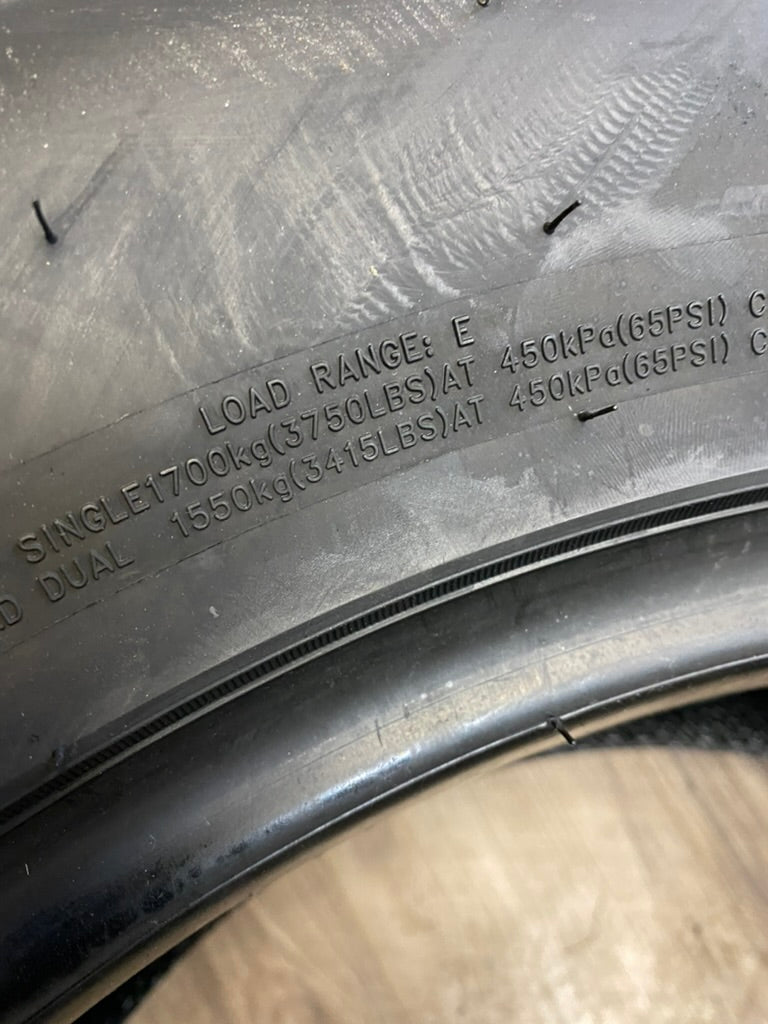 LOAD RANGE: E
SINGLE1700kg(3750LBS)AT 450kPa(65PSI) C
D DUAL 1550kg(3415LBS)AT 450kPa(65PSI) C